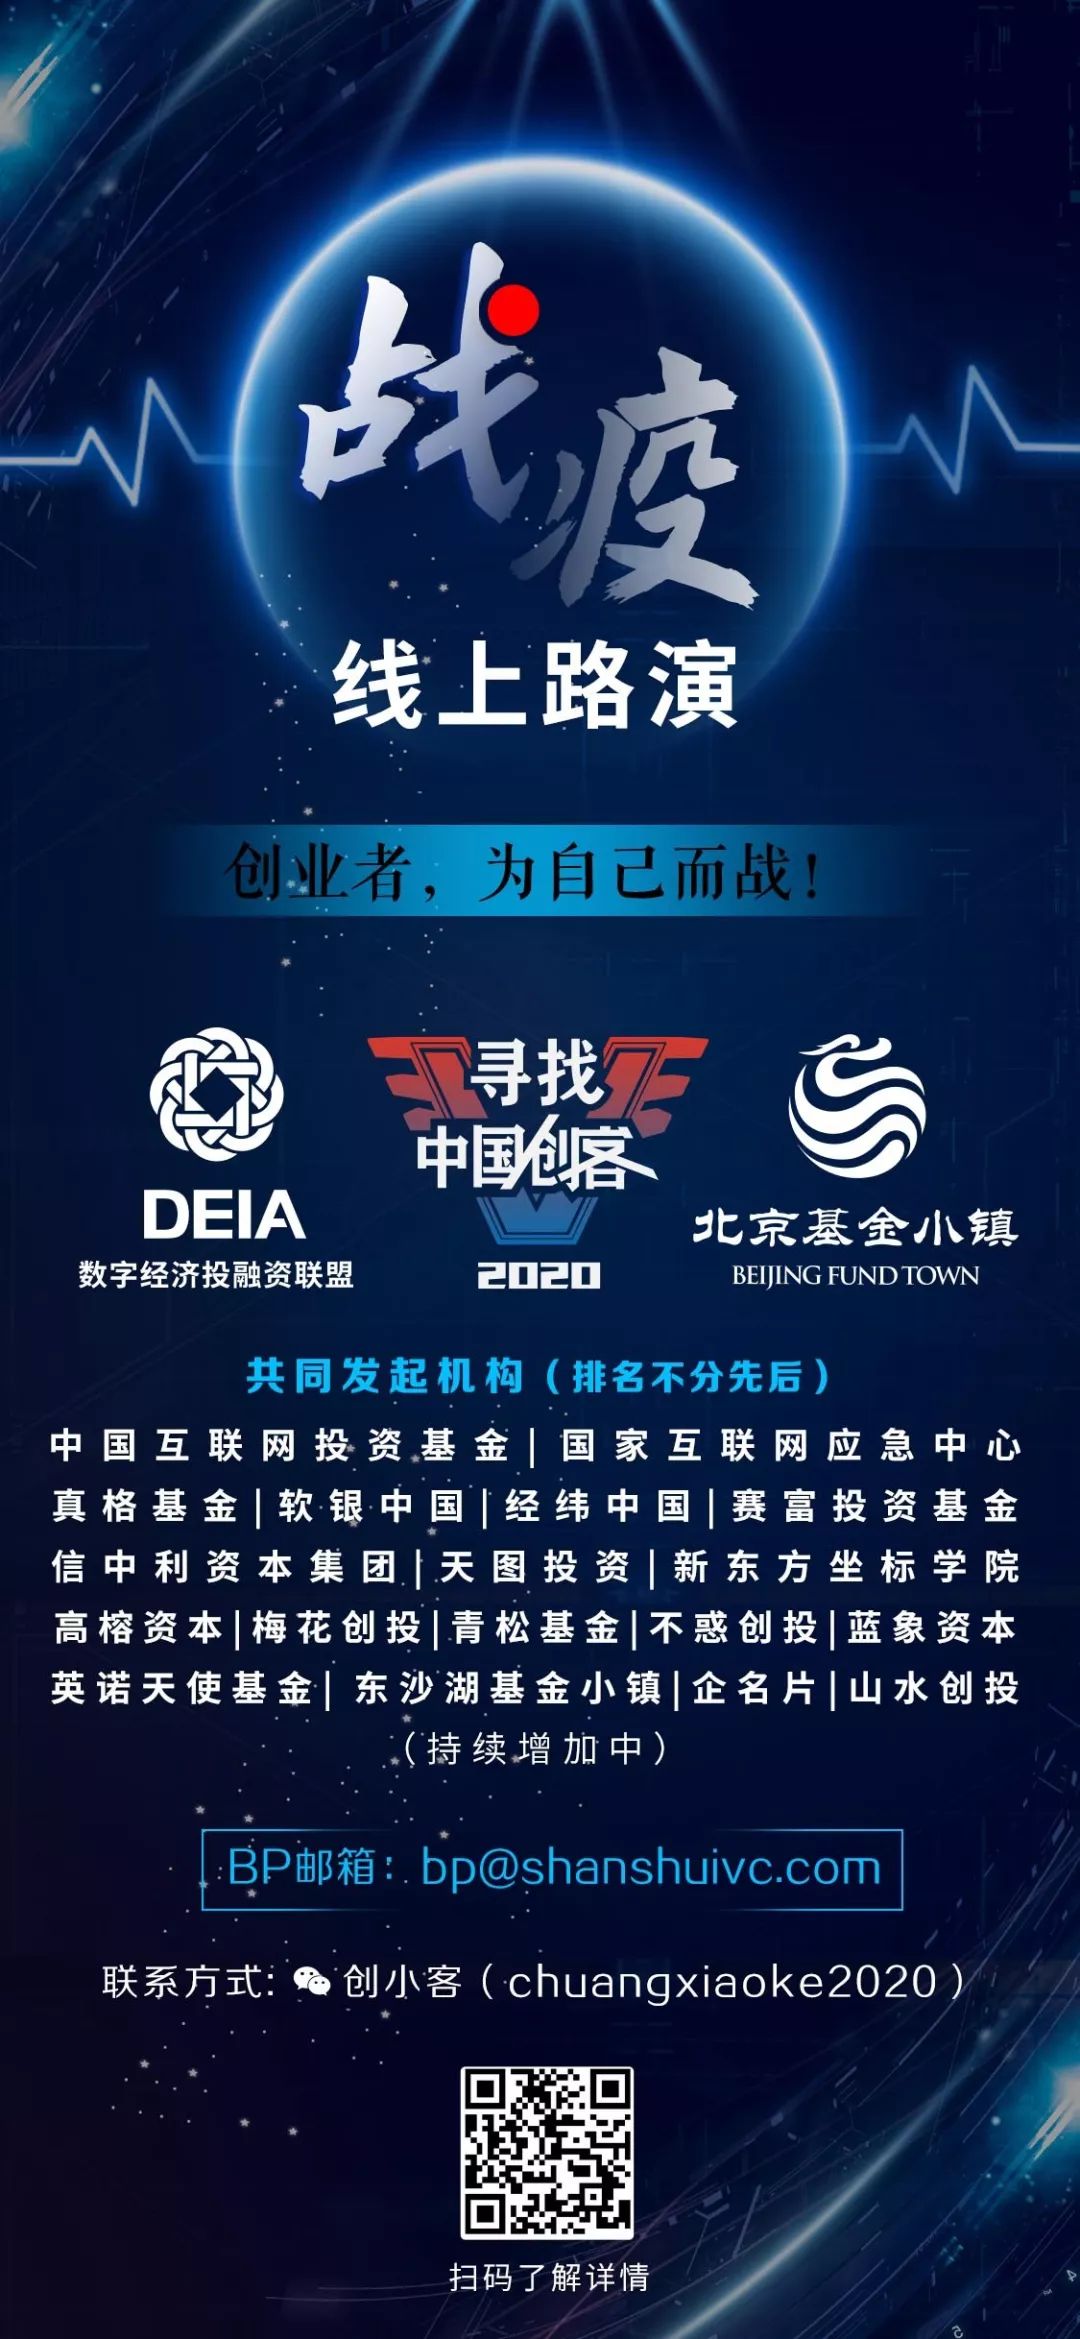 战疫
线上路演
创业者，为自己而战！
寻找
中国创客
2020
DEIA
数字经济投融资联盟
北京基金小镇
BEIJING FUND TOWN
共同发起机构（排名不分先后）
中国互联网投资基金|国家互联网应急中心
真格基金|软银中国|经纬中国|赛富投资基金
信中利资本集团|天图投资|新东方坐标学院
高榕资本|梅花创投|青松基金|不惑创投|蓝象资本
英诺天使基金|东沙湖基金小镇|企名片|山水创投
（持续增加中）
BP邮箱：bp@shanshuivc.com
联系方式: 创小客（chuangxiaoke2020）
扫码了解详情